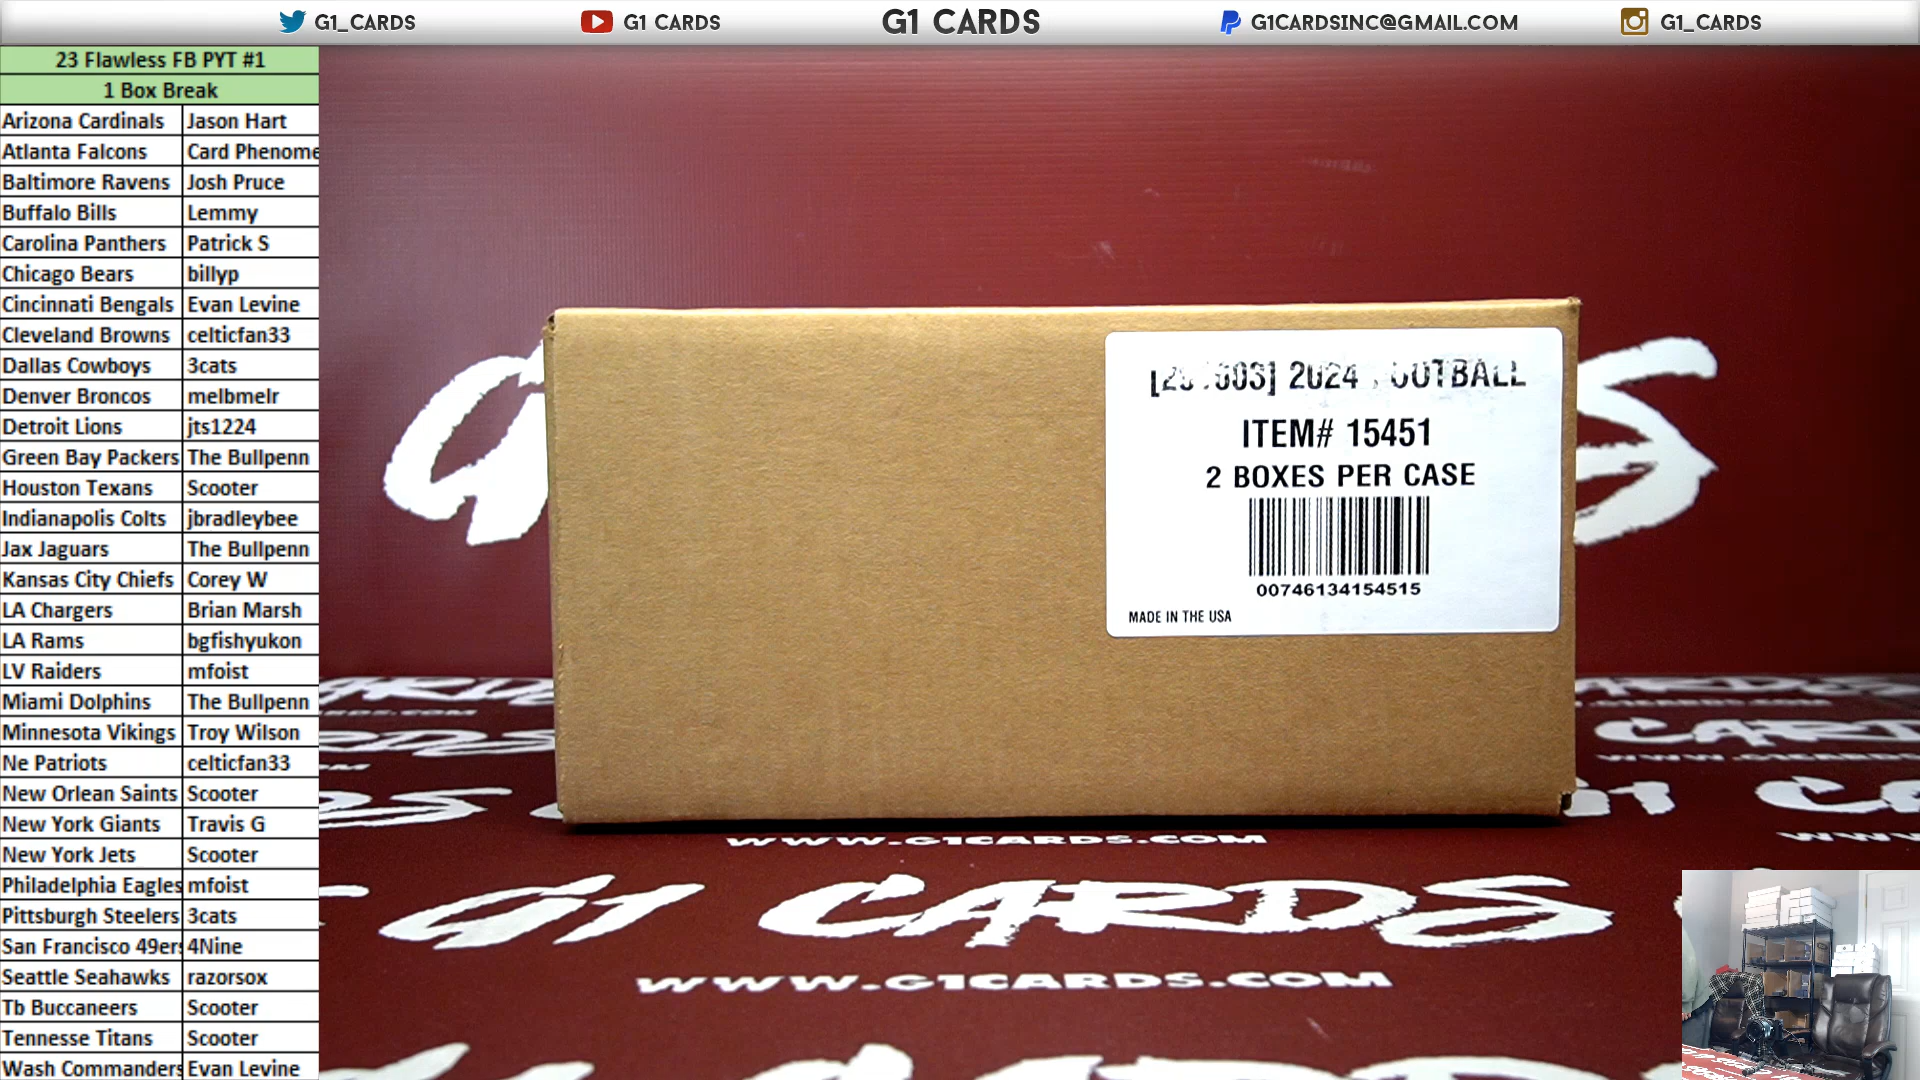 G1_CARDS G1 CARDS G1 CARDS G1CARDSINC@GMAIL.COM G1_CARDS
23 Flawless FB PYT #1
1 Box Break
Arizona Cardinals Jason Hart
Atlanta Falcons Card Phenome
Baltimore Ravens Josh Pruce
Buffalo Bills Lemmy
Carolina Panthers Patrick S
Chicago Bears billyp
Cincinnati Bengals Evan Levine
Cleveland Browns celticfan33
Dallas Cowboys 3cats
Denver Broncos melbmelr
Detroit Lions jts1224
Green Bay Packers The Bullpenn
Houston Texans Scooter
Indianapolis Colts jbradleybee
Jax Jaguars The Bullpenn
Kansas City Chiefs Corey W
LA Chargers Brian Marsh
LA Rams bgfishyukon
LV Raiders mfoist
Miami Dolphins The Bullpenn
Minnesota Vikings Troy Wilson
Ne Patriots celticfan33
New Orlean Saints Scooter
New York Giants Travis G
New York Jets Scooter
Philadelphia Eagles mfoist
Pittsburgh Steelers 3cats
San Francisco 49ers 4Nine
Seattle Seahawks razorsox
Tb Buccaneers Scooter
Tennesse Titans Scooter
Wash Commanders Evan Levine
2024
ITEM# 15451
2 BOXES PER CASE
00746134154515
MADE IN THE USA
WWW.G1CARDS.COM
G1 CARDS
WWW.G1CARDS.COM